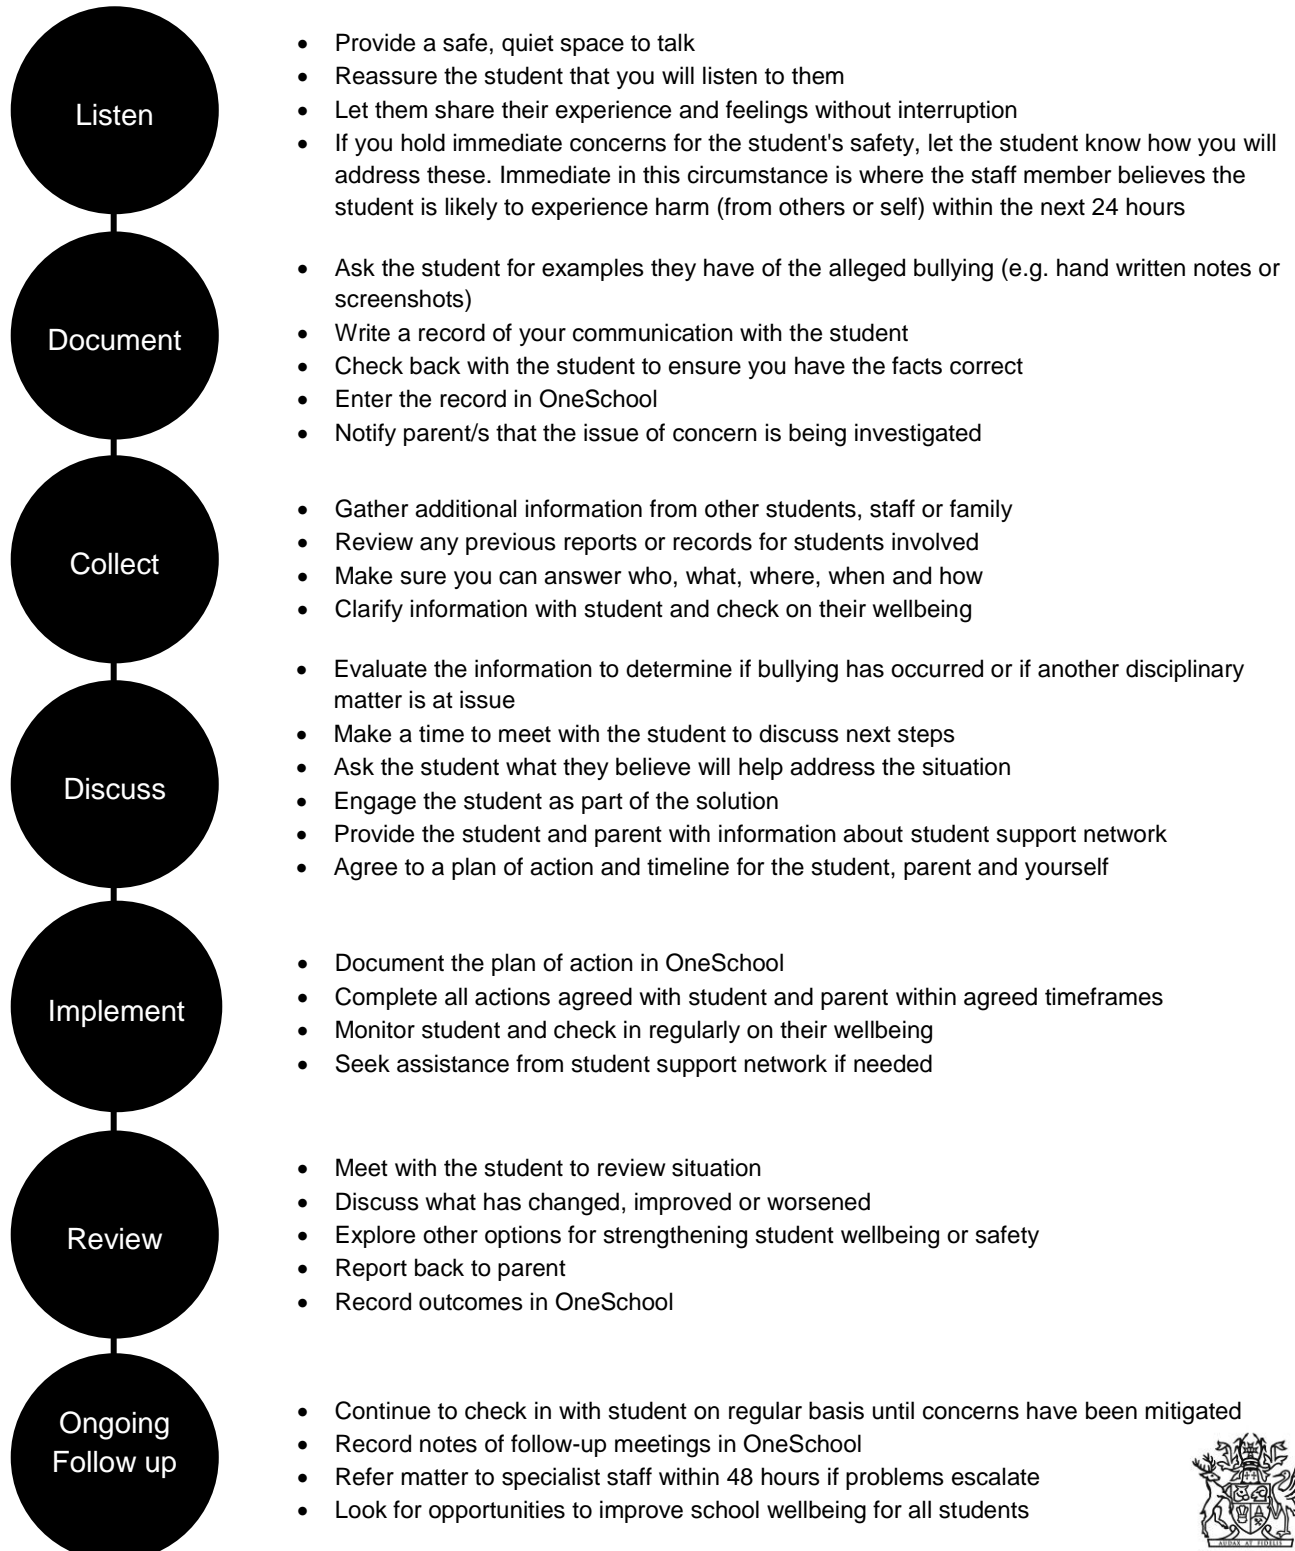 Listen
• Provide a safe, quiet space to talk
• Reassure the student that you will listen to them
• Let them share their experience and feelings without interruption
• If you hold immediate concerns for the student's safety, let the student know how you will
address these. Immediate in this circumstance is where the staff member believes the
student is likely to experience harm (from others or self) within the next 24 hours
Document
• Ask the student for examples they have of the alleged bullying (e.g. hand written notes or
screenshots)
• Write a record of your communication with the student
• Check back with the student to ensure you have the facts correct
• Enter the record in OneSchool
• Notify parent/s that the issue of concern is being investigated
Collect
• Gather additional information from other students, staff or family
• Review any previous reports or records for students involved
• Make sure you can answer who, what, where, when and how
• Clarify information with student and check on their wellbeing
Discuss
• Evaluate the information to determine if bullying has occurred or if another disciplinary
matter is at issue
• Make a time to meet with the student to discuss next steps
• Ask the student what they believe will help address the situation
• Engage the student as part of the solution
• Provide the student and parent with information about student support network
• Agree to a plan of action and timeline for the student, parent and yourself
Implement
• Document the plan of action in OneSchool
• Complete all actions agreed with student and parent within agreed timeframes
• Monitor student and check in regularly on their wellbeing
• Seek assistance from student support network if needed
Review
• Meet with the student to review situation
• Discuss what has changed, improved or worsened
• Explore other options for strengthening student wellbeing or safety
• Report back to parent
• Record outcomes in OneSchool
Ongoing
Follow up
• Continue to check in with student on regular basis until concerns have been mitigated
• Record notes of follow-up meetings in OneSchool
• Refer matter to specialist staff within 48 hours if problems escalate
• Look for opportunities to improve school wellbeing for all students
AUDAX AT FIDELIS